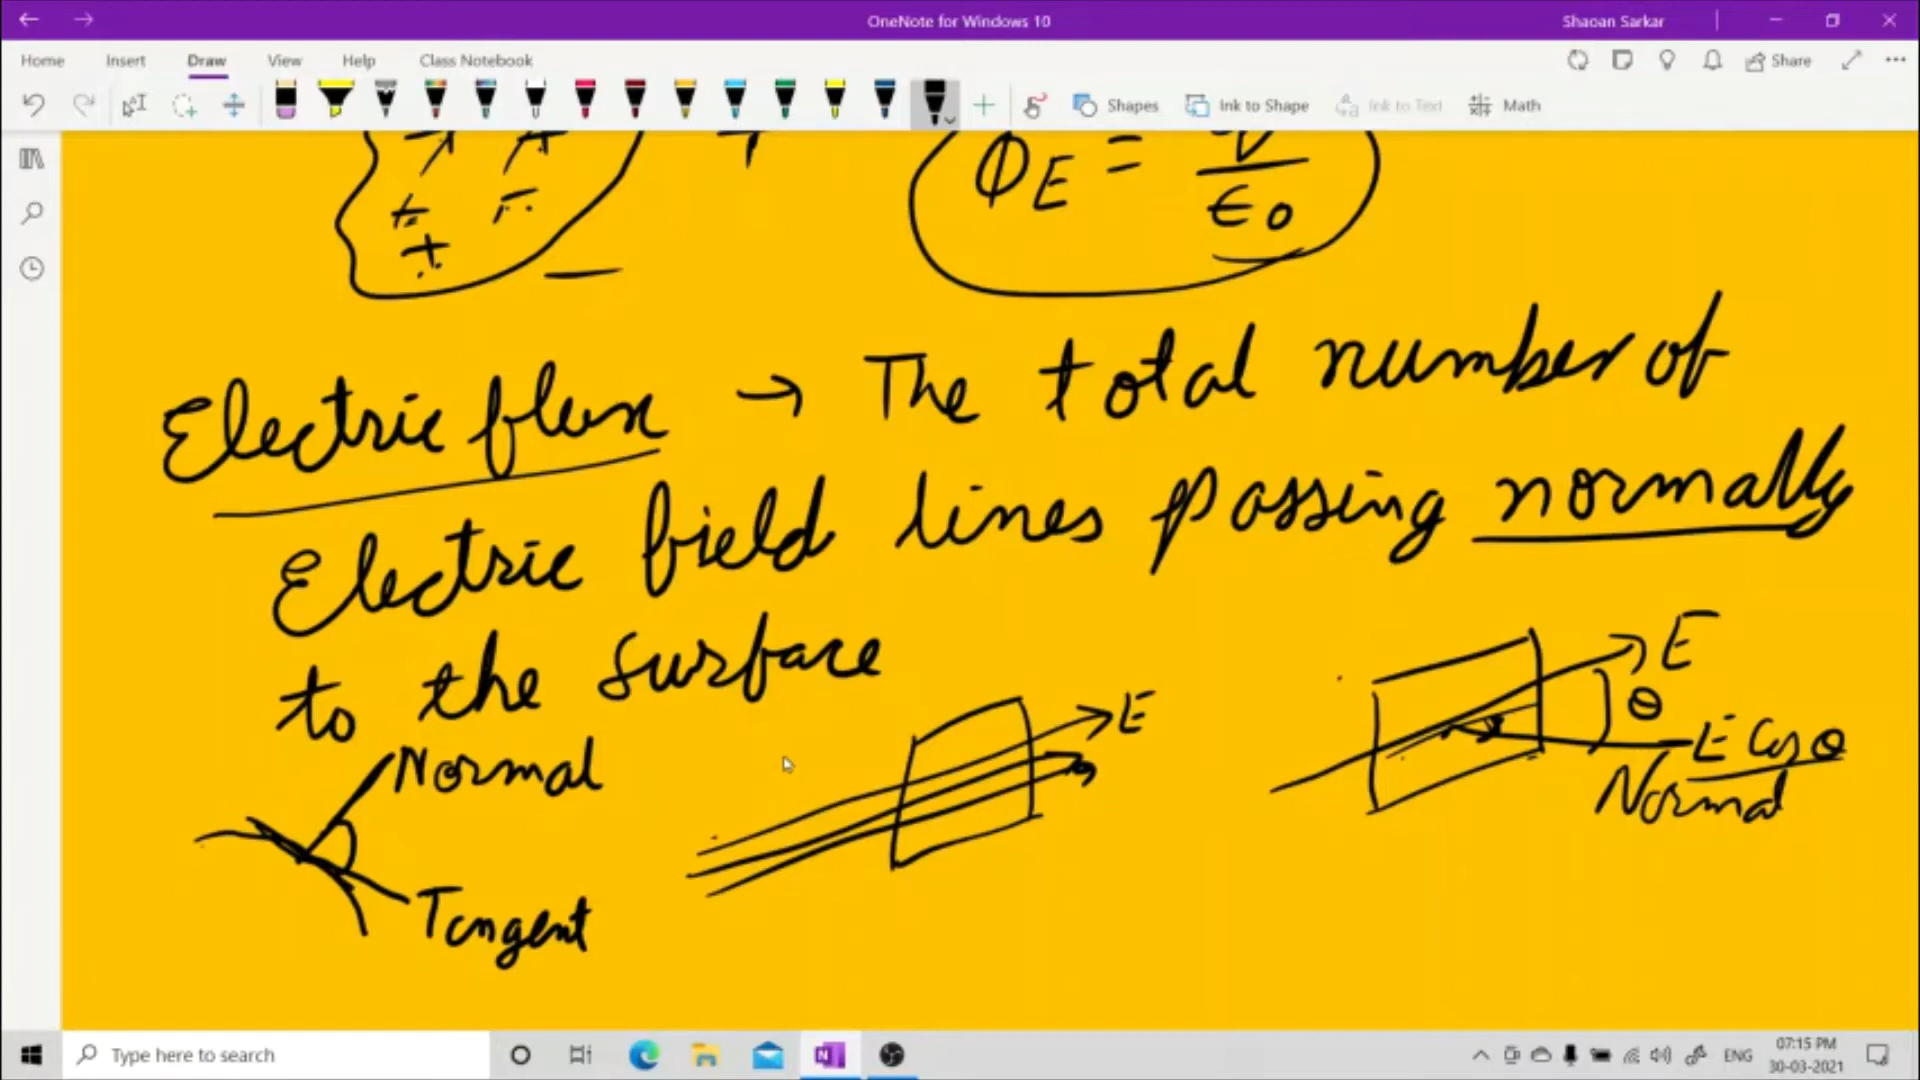 OneNote for Windows 10
Shaoan Sarkar
Home Insert Draw View Help Class Notebook
Share
Shapes Ink to Shape Ink to Text Math
+ + +
ΦE = q/ε0
Electric flux → The total number of
Electric field lines passing normally
to the surface
E
θ
E Cos θ
Normal
E
Normal
Tangent
Type here to search
ENG
07:15 PM
30-03-2021